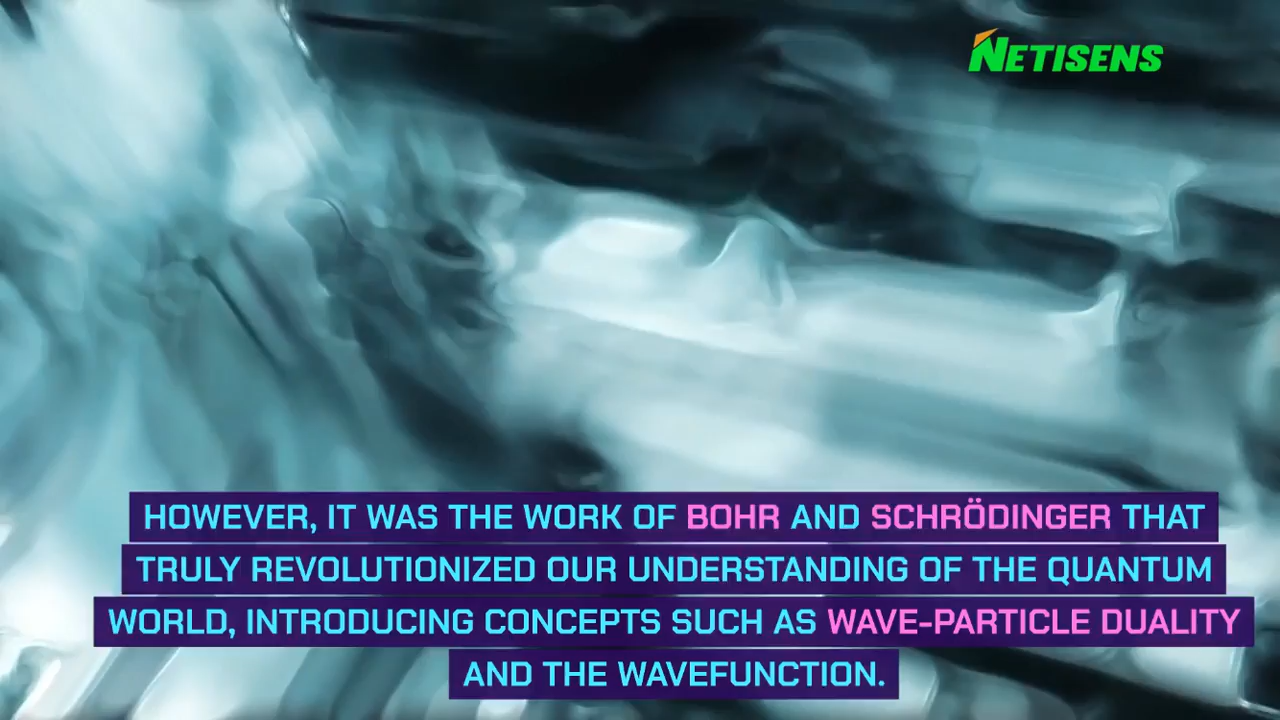 NETISENS
HOWEVER, IT WAS THE WORK OF BOHR AND SCHRÖDINGER THAT
TRULY REVOLUTIONIZED OUR UNDERSTANDING OF THE QUANTUM
WORLD, INTRODUCING CONCEPTS SUCH AS WAVE-PARTICLE DUALITY
AND THE WAVEFUNCTION.